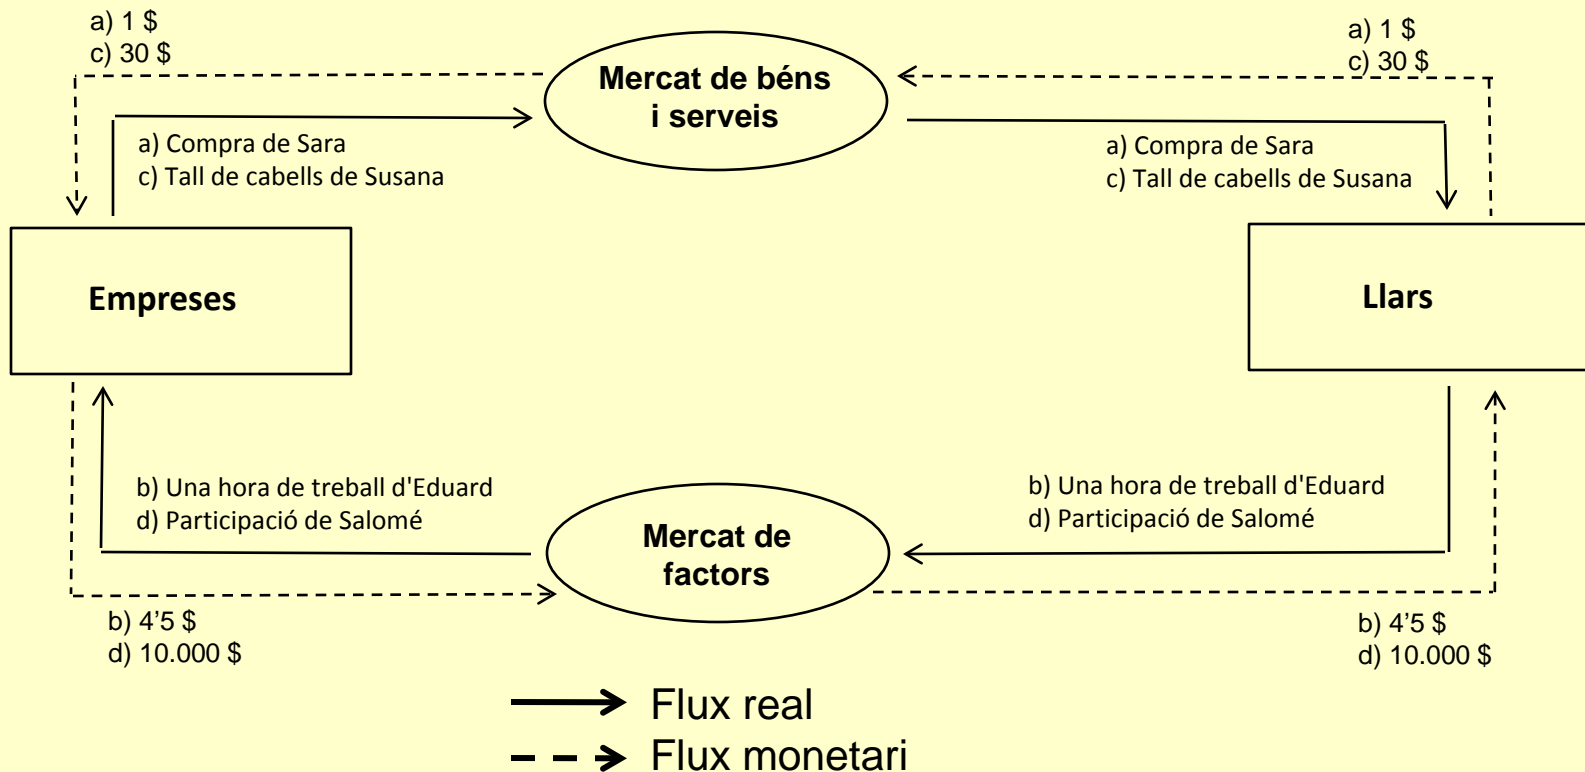 a) 1 $
c) 30 $
a) 1 $
c) 30 $
Mercat de béns
i serveis
a) Compra de Sara
c) Tall de cabells de Susana
a) Compra de Sara
c) Tall de cabells de Susana
Empreses
Llars
b) Una hora de treball d'Eduard
d) Participació de Salomé
b) Una hora de treball d'Eduard
d) Participació de Salomé
Mercat de
factors
b) 4’5 $
d) 10.000 $
b) 4’5 $
d) 10.000 $
Flux real
Flux monetari